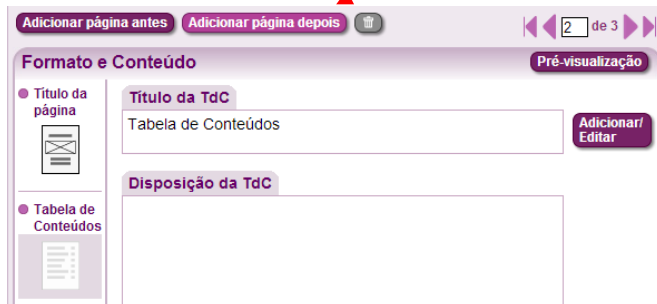 Adicionar página antes Adicionar página depois 2 de 3
Formato e Conteúdo Pré-visualização
Título da
página
Título da TdC
Tabela de Conteúdos
Adicionar/
Editar
Disposição da TdC
Tabela de
Conteúdos